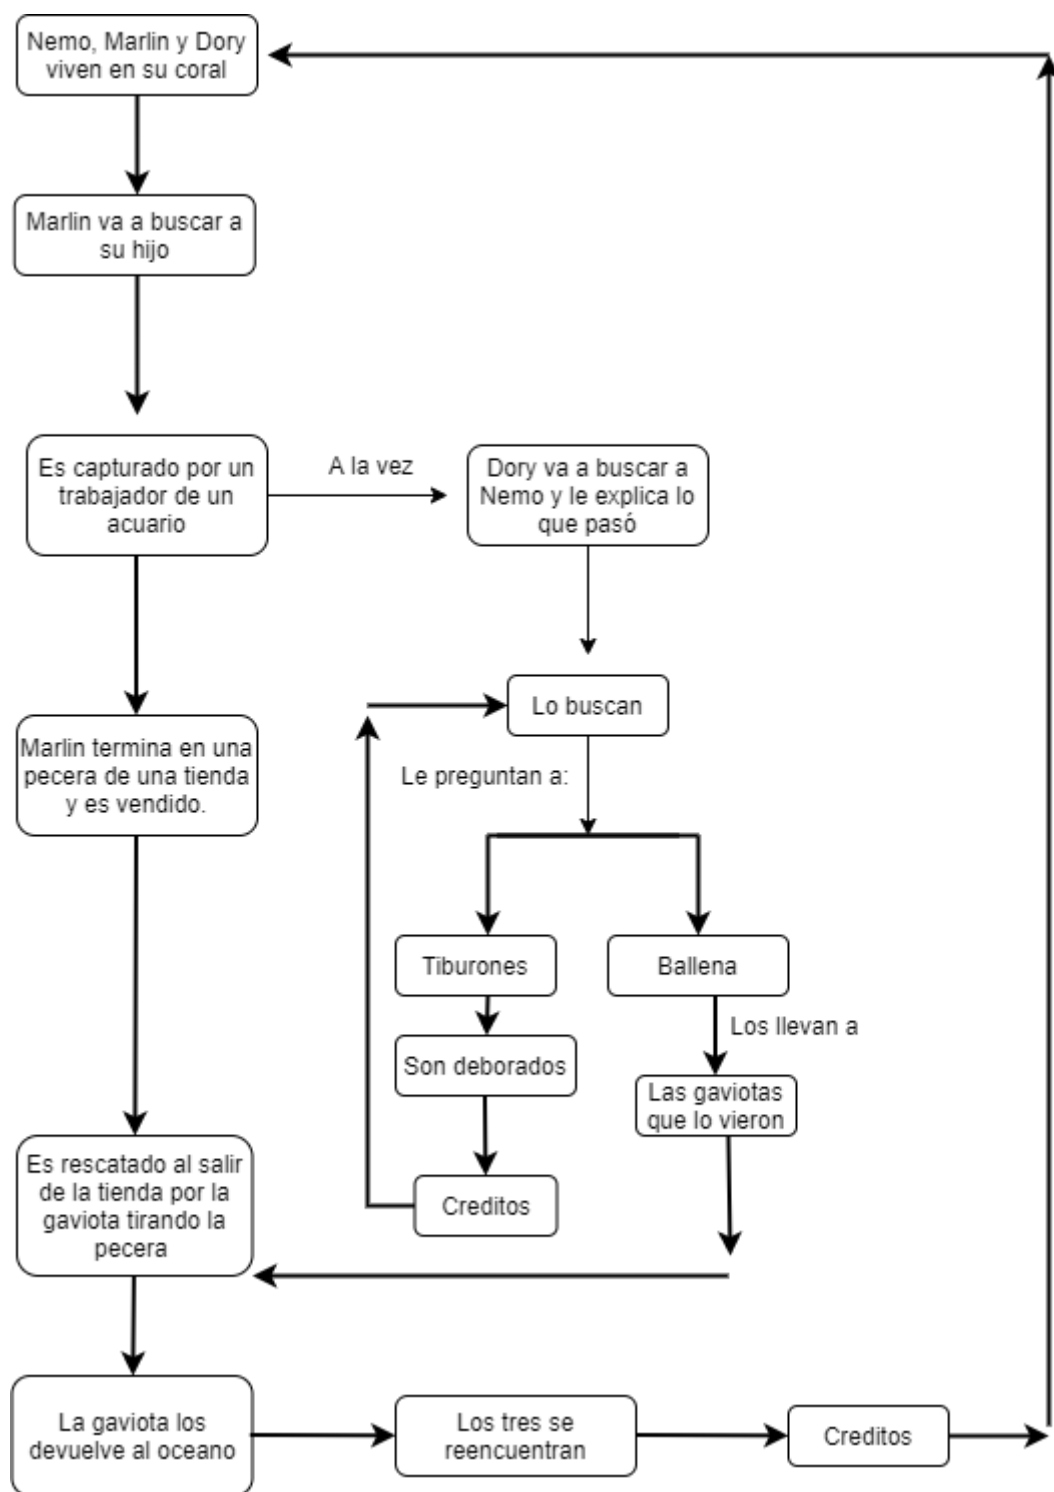 Nemo, Marlin y Dory
viven en su coral
Marlin va a buscar a
su hijo
Es capturado por un
trabajador de un
acuario
A la vez
Dory va a buscar a
Nemo y le explica lo
que pasó
Lo buscan
Marlin termina en una
pecera de una tienda
y es vendido.
Le preguntan a:
Tiburones
Ballena
Los llevan a
Son deborados
Las gaviotas
que lo vieron
Es rescatado al salir
de la tienda por la
gaviota tirando la
pecera
Creditos
La gaviota los
devuelve al oceano
Los tres se
reencuentran
Creditos